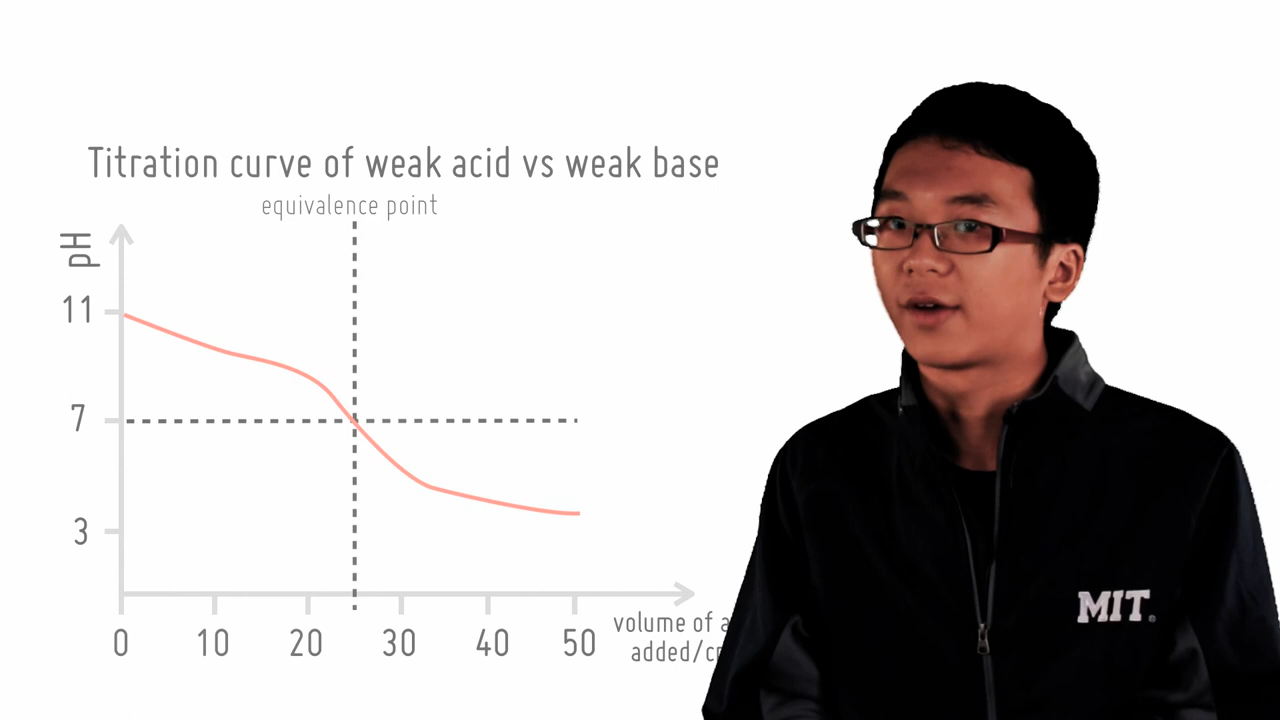 Titration curve of weak acid vs weak base
equivalence point
pH
11
7
3
0 10 20 30 40 50
volume of
added/
MIT